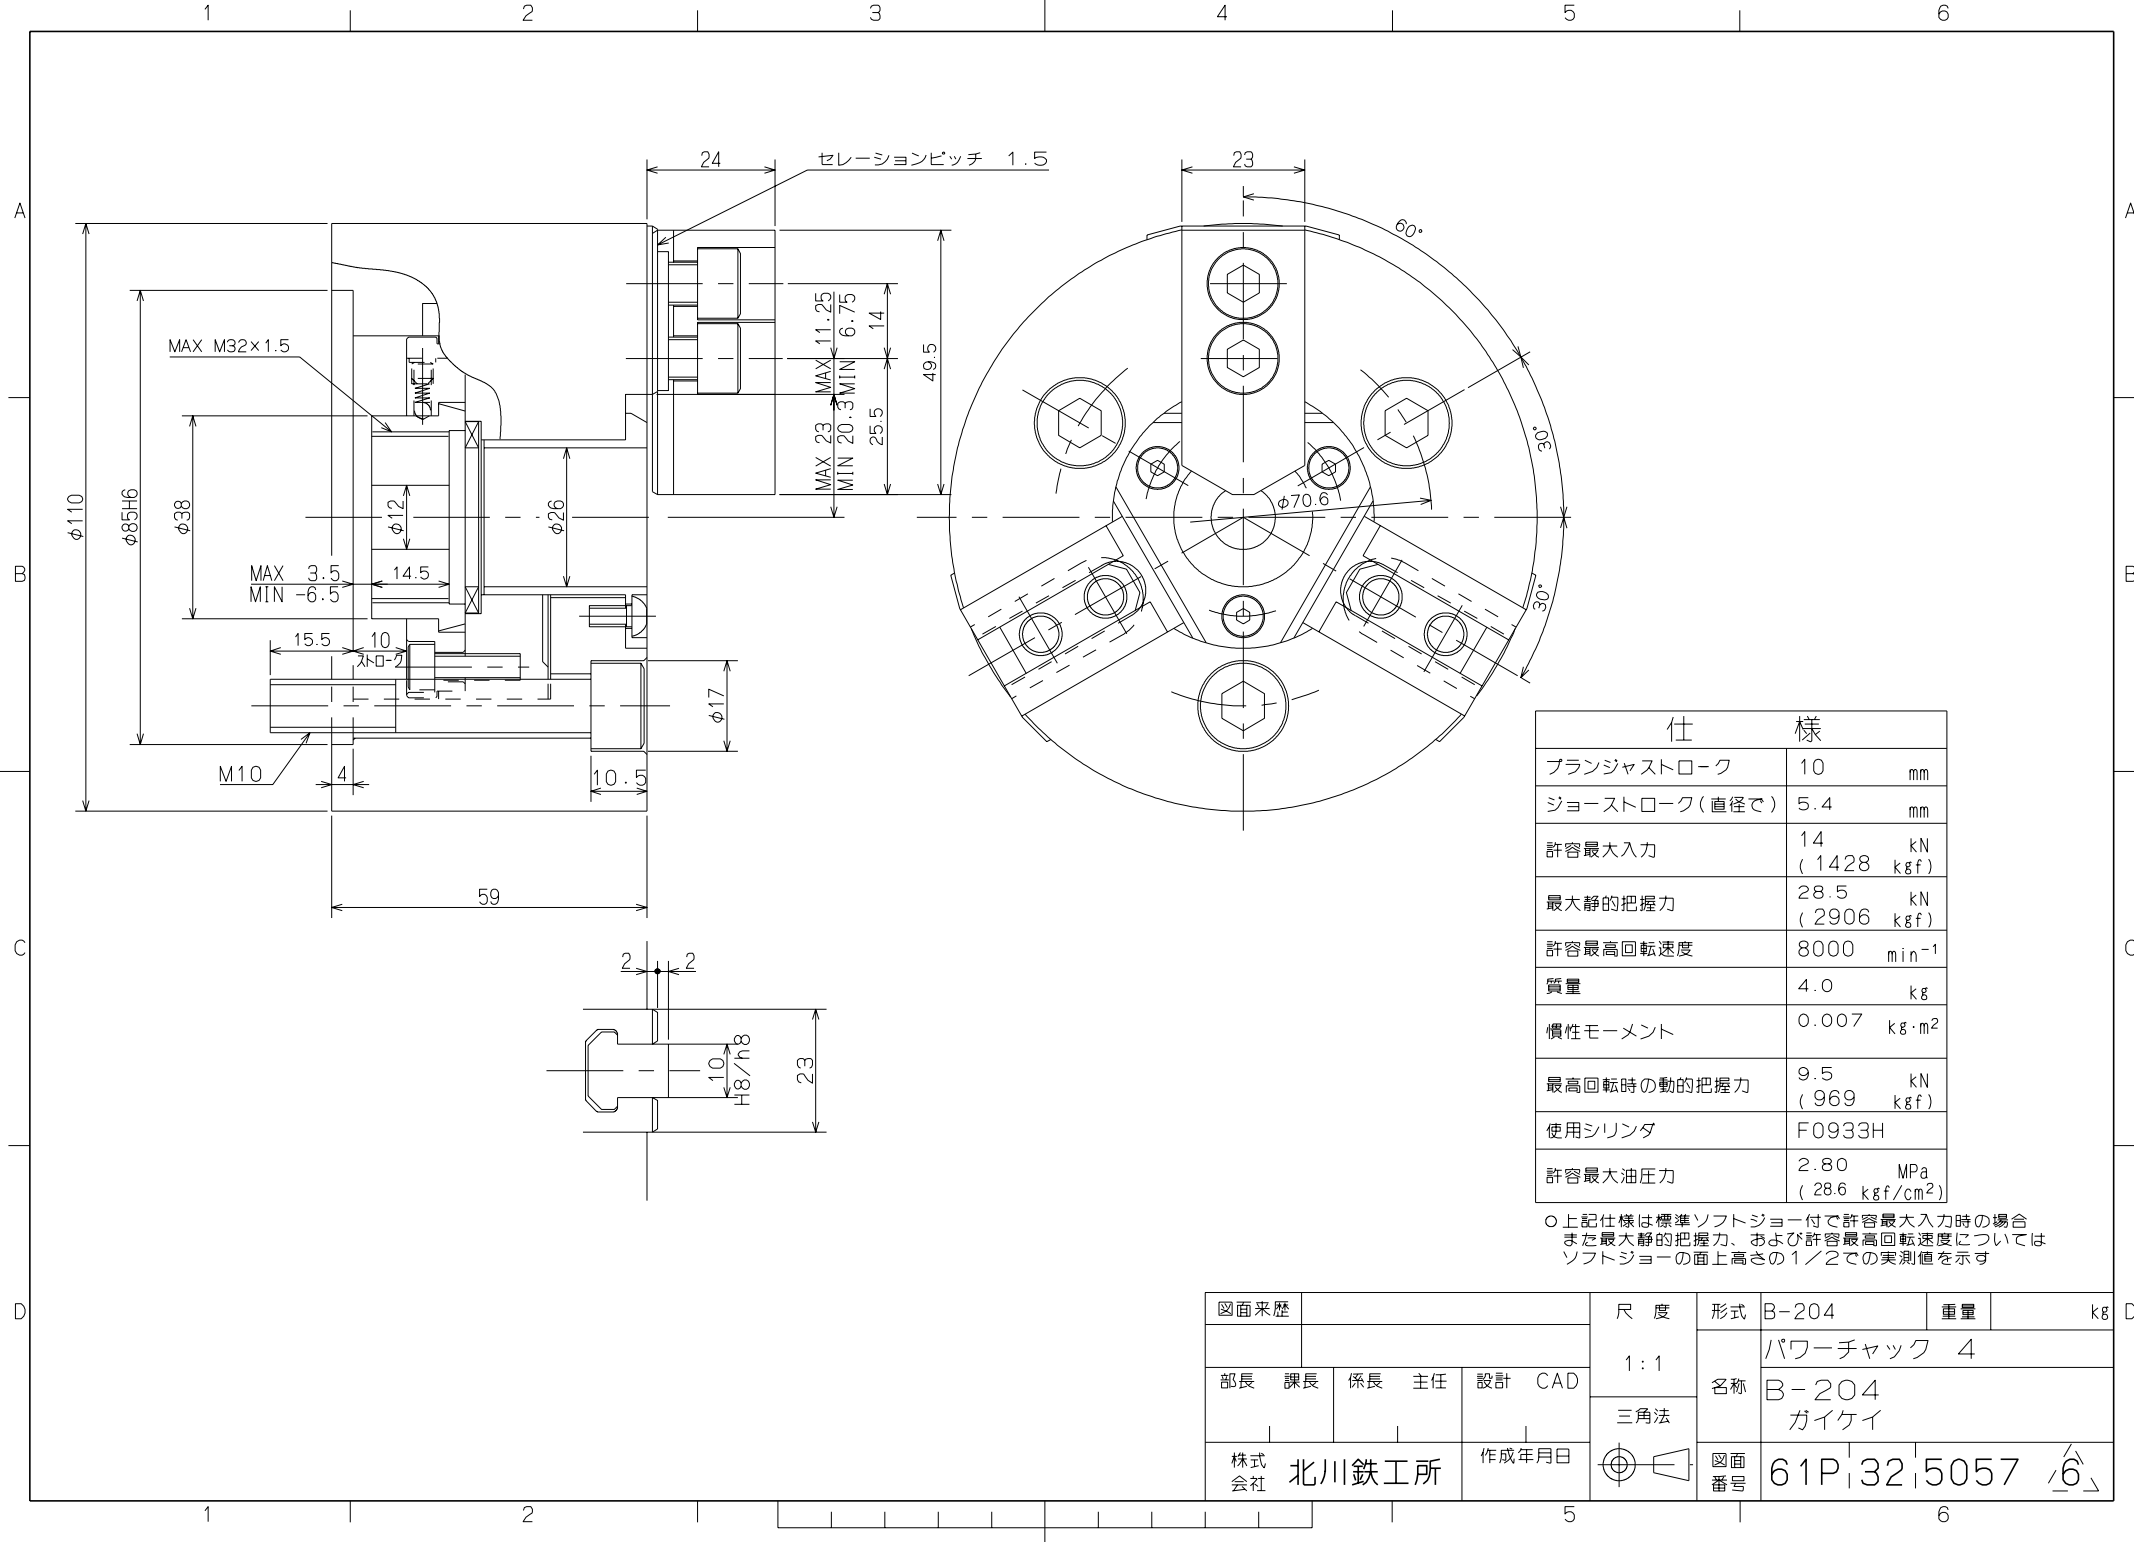 1 2 3 4 5 6
A A
B B
C C
D D
24
セレーションピッチ 1.5
23
60°
30°
30°
φ110
φ85H6
MAX M32×1.5
φ38
φ12
φ26
MAX 11.25
MIN 6.75
14
49.5
MAX 23
MIN 20.3
25.5
φ70.6
MAX 3.5
MIN -6.5
14.5
15.5
10
ストローク
φ17
M10
4
10.5
59
2 2
10
H8/h8
23
仕 様
プランジャストローク 10 mm
ジョーストローク(直径で) 5.4 mm
許容最大入力 14 kN
(1428 kgf)
最大静的把握力 28.5 kN
(2906 kgf)
許容最高回転速度 8000 min⁻¹
質量 4.0 kg
慣性モーメント 0.007 kg·m²
最高回転時の動的把握力 9.5 kN
(969 kgf)
使用シリンダ F0933H
許容最大油圧力 2.80 MPa
(28.6 kgf/cm²)
○上記仕様は標準ソフトジョー付で許容最大入力時の場合
また最大静的把握力、および許容最高回転速度については
ソフトジョーの面上高さの1/2での実測値を示す
図面来歴
尺 度
1:1
形式 B-204 重量 kg
名称 パワーチャック 4
B-204
ガイケイ
部長 課長 係長 主任 設計 CAD
三角法
株式会社 北川鉄工所
作成年月日
図面番号 61P 32 5057 6
1 2 3 4 5 6